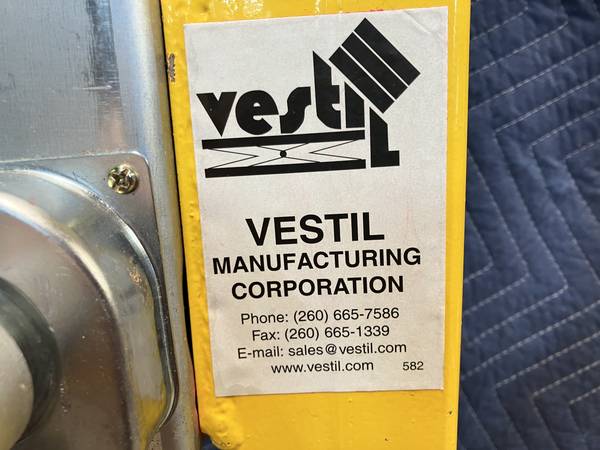 vestil
VESTIL
MANUFACTURING
CORPORATION
Phone: (260) 665-7586
Fax: (260) 665-1339
E-mail: sales@vestil.com
www.vestil.com 582